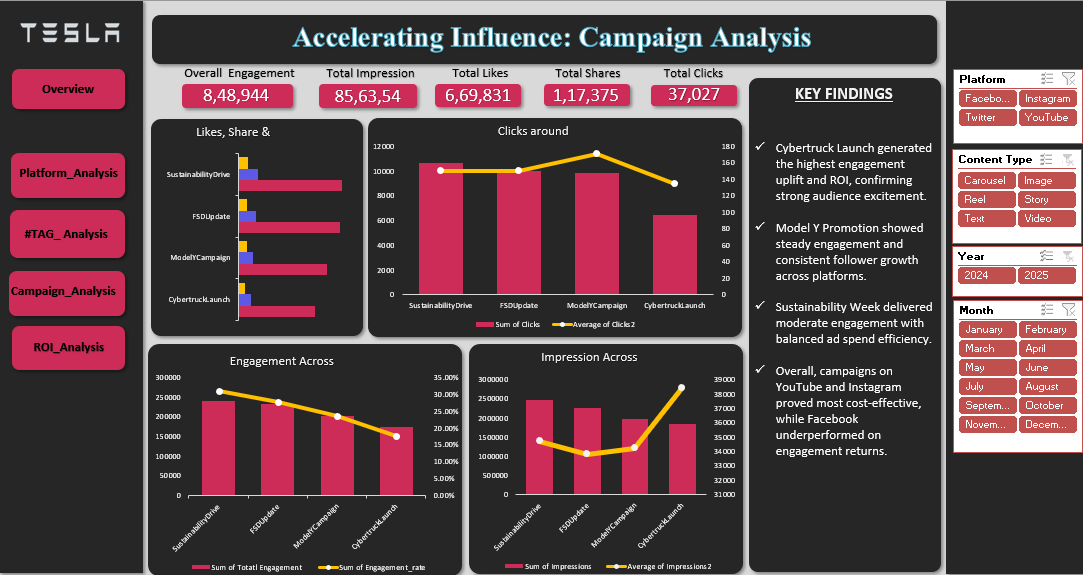 TESLA
Overview
Platform_Analysis
#TAG_ Analysis
Campaign_Analysis
ROI_Analysis
Accelerating Influence: Campaign Analysis
Overall Engagement
8,48,944
Total Impression
85,63,54
Total Likes
6,69,831
Total Shares
1,17,375
Total Clicks
37,027
Likes, Share &
SustainabilityDrive
FSDUpdate
ModelYCampaign
CybertruckLaunch
Clicks around
12000
10000
8000
6000
4000
2000
0
180
160
140
120
100
80
60
40
20
0
SustainabilityDrive
FSDUpdate
ModelYCampaign
CybertruckLaunch
Sum of Clicks
Average of Clicks2
Engagement Across
300000
250000
200000
150000
100000
50000
0
35.00%
30.00%
25.00%
20.00%
15.00%
10.00%
5.00%
0.00%
SustainabilityDrive
FSDUpdate
ModelYCampaign
CybertruckLaunch
Sum of Totatl Engagement
Sum of Engagement_rate
Impression Across
3000000
2500000
2000000
1500000
1000000
500000
0
39000
38000
37000
36000
35000
34000
33000
32000
31000
SustainabilityDrive
FSDUpdate
ModelYCampaign
CybertruckLaunch
Sum of Impressions
Average of Impressions2
KEY FINDINGS
✓ Cybertruck Launch generated
the highest engagement
uplift and ROI, confirming
strong audience excitement.
✓ Model Y Promotion showed
steady engagement and
consistent follower growth
across platforms.
✓ Sustainability Week delivered
moderate engagement with
balanced ad spend efficiency.
✓ Overall, campaigns on
YouTube and Instagram
proved most cost-effective,
while Facebook
underperformed on
engagement returns.
Platform
Facebo... Instagram
Twitter YouTube
Content Type
Carousel Image
Reel Story
Text Video
Year
2024 2025
Month
January February
March April
May June
July August
Septem... October
Novem... Decem...